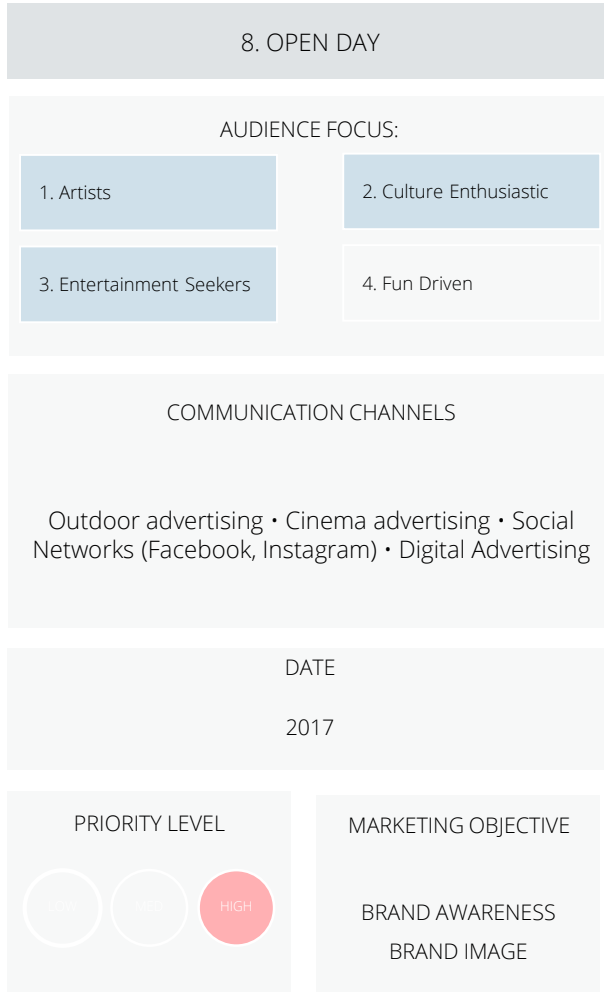 8. OPEN DAY
AUDIENCE FOCUS:
1. Artists
2. Culture Enthusiastic
3. Entertainment Seekers
4. Fun Driven
COMMUNICATION CHANNELS
Outdoor advertising • Cinema advertising • Social
Networks (Facebook, Instagram) • Digital Advertising
DATE
2017
PRIORITY LEVEL
HIGH
MARKETING OBJECTIVE
BRAND AWARENESS
BRAND IMAGE